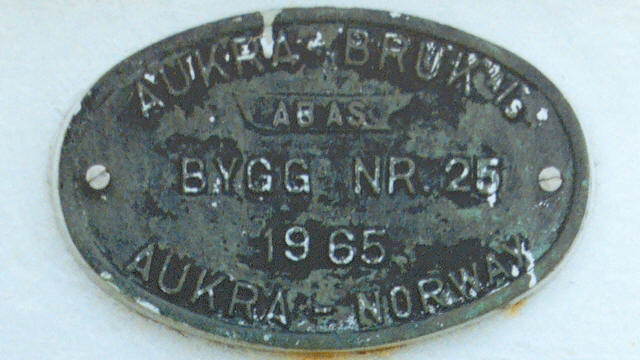 AUKRA BRUK A/s
AB AS
BYGG NR. 25
1965
AUKRA - NORWAY